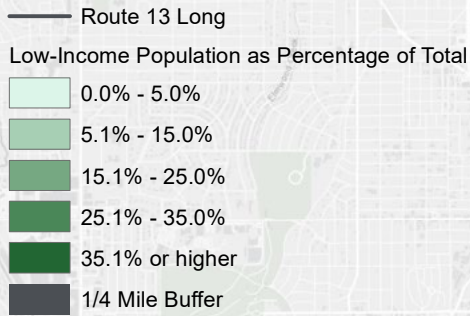 Route 13 Long
Low-Income Population as Percentage of Total
0.0% - 5.0%
5.1% - 15.0%
15.1% - 25.0%
25.1% - 35.0%
35.1% or higher
1/4 Mile Buffer